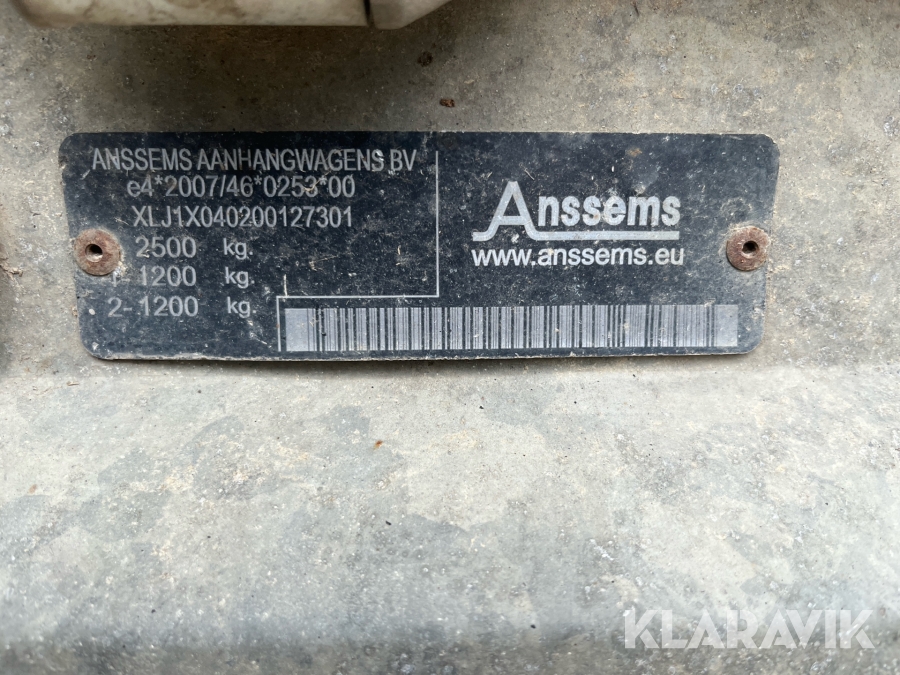 ANSSEMS AANHANGWAGENS BV
e4*2007/46*0253*00
XLJ1X040200127301
2500 kg.
1- 1200 kg.
2- 1200 kg.
Anssems
www.anssems.eu
KLARAVIK